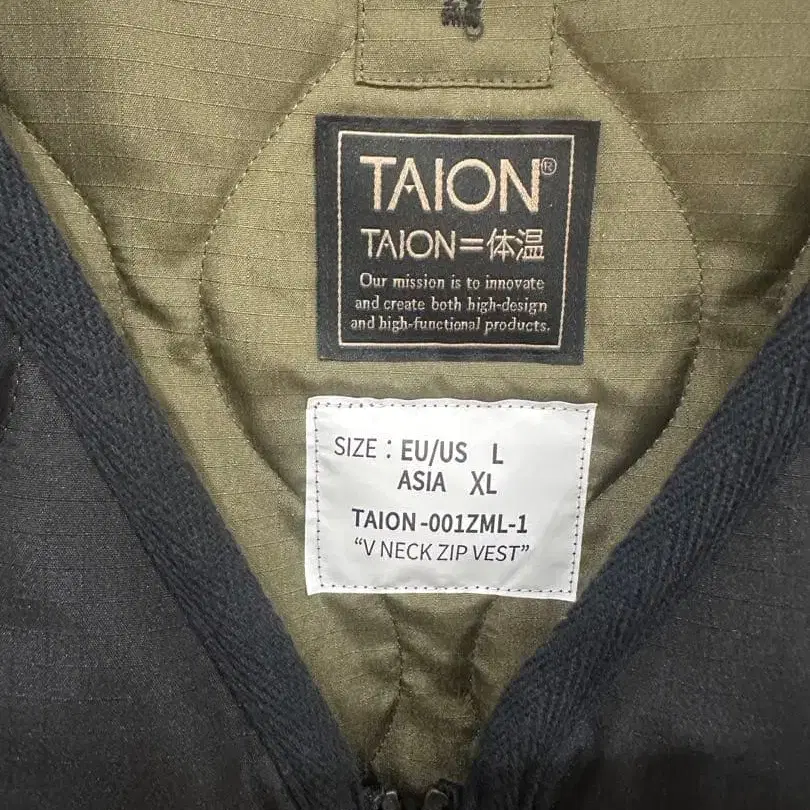 TAION®
TAION=体温
Our mission is to innovate
and create both high-design
and high-functional products.
SIZE : EU/US L
ASIA XL
TAION-001ZML-1
"V NECK ZIP VEST"